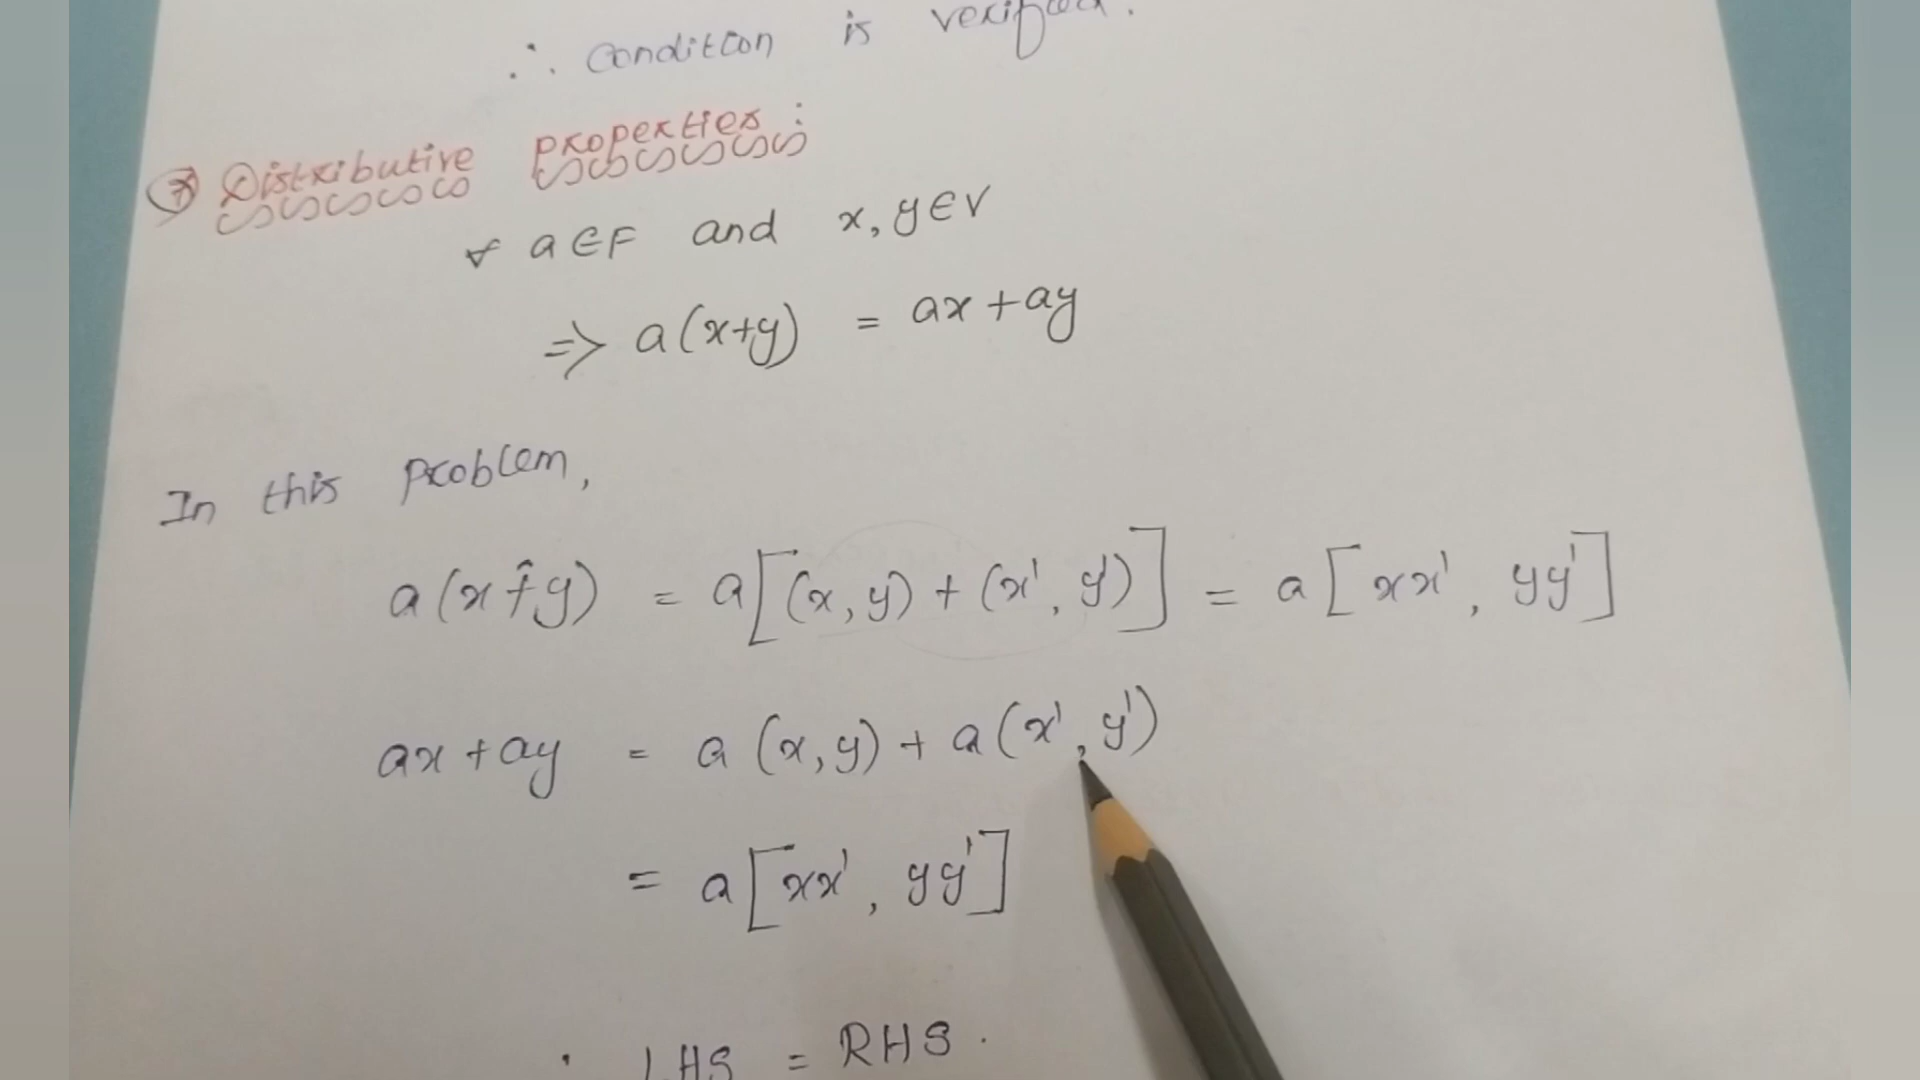 ∴ condition is verified.
⑦ Distributive properties :
∀ a∈F and x, y∈V
⇒ a(x+y) = ax + ay
In this problem,
a(x+̂y) = a[(x, y) + (x', y')] = a[xx', yy']
ax + ay = a(x, y) + a(x', y')
= a[xx', yy']
LHS = RHS.